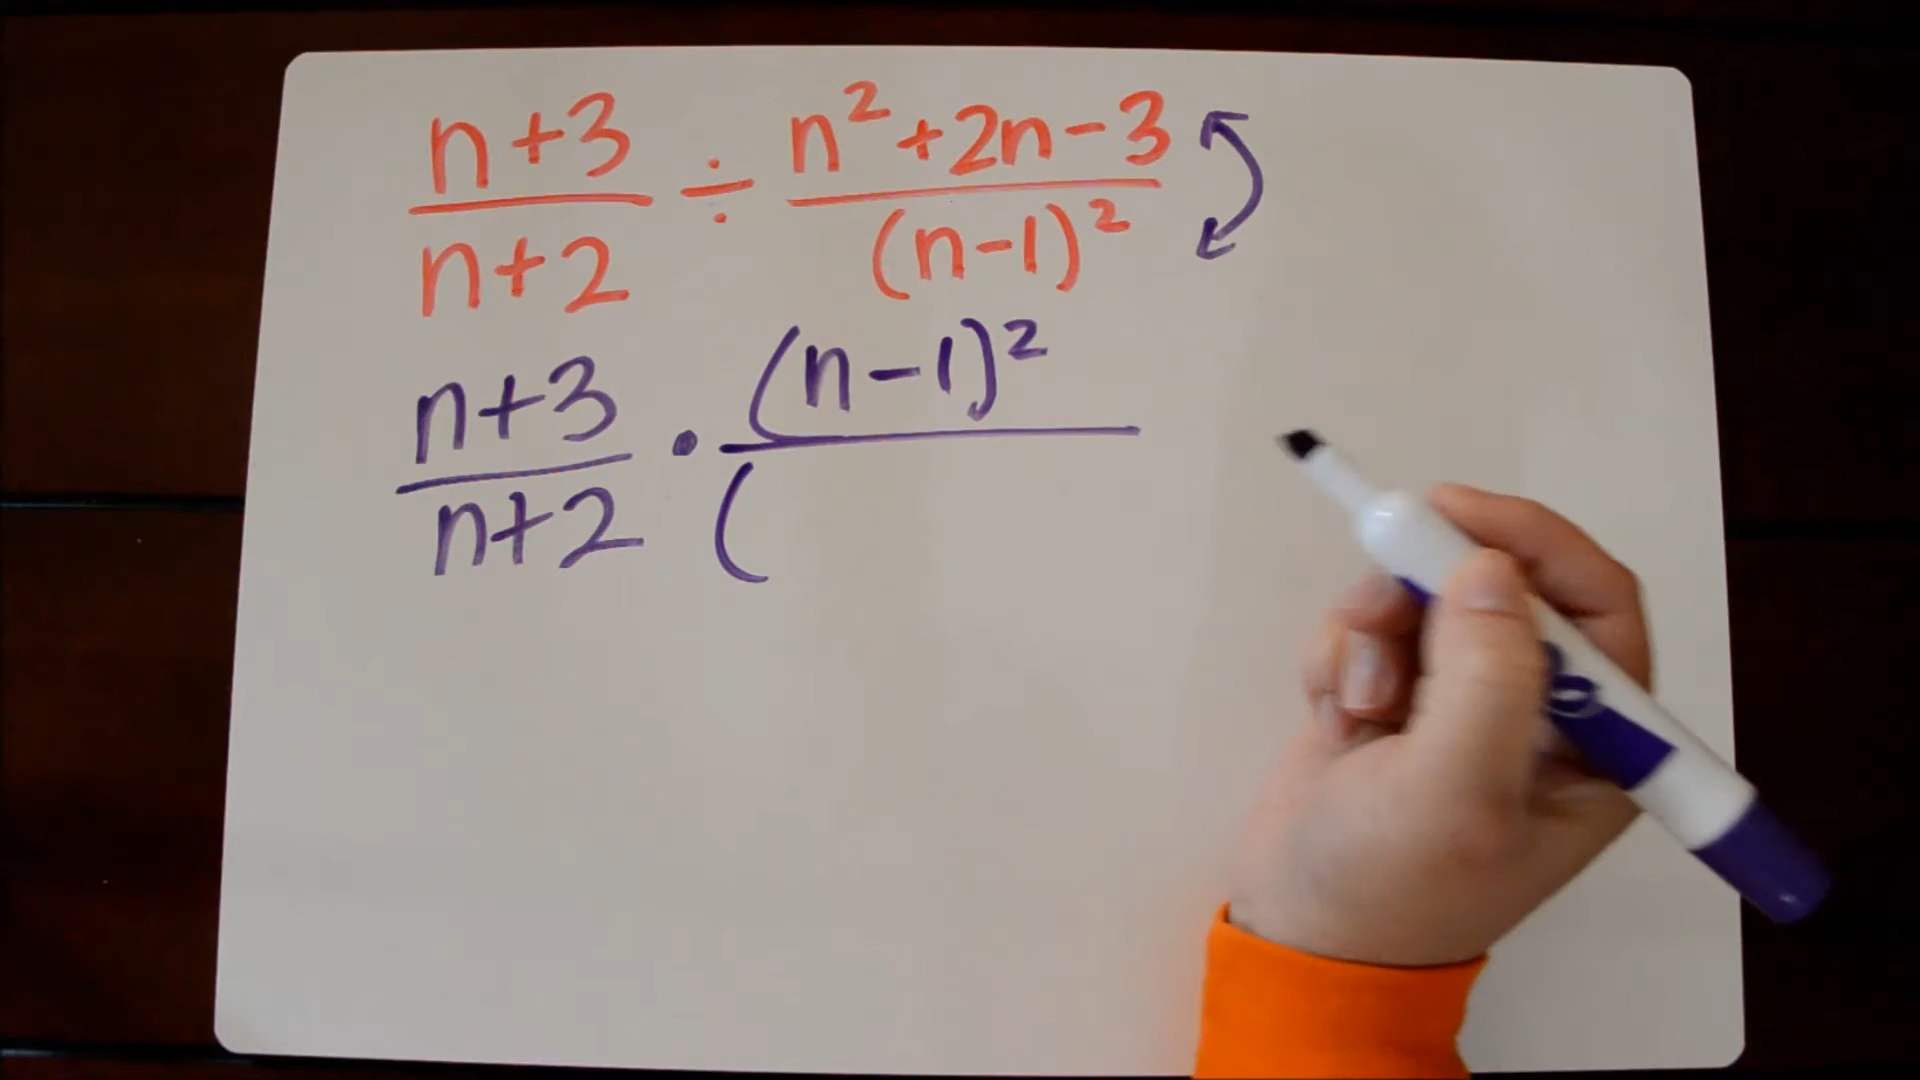 n+3 ÷ n²+2n-3
n+2 (n-1)²
n+3 · (n-1)²
n+2 (